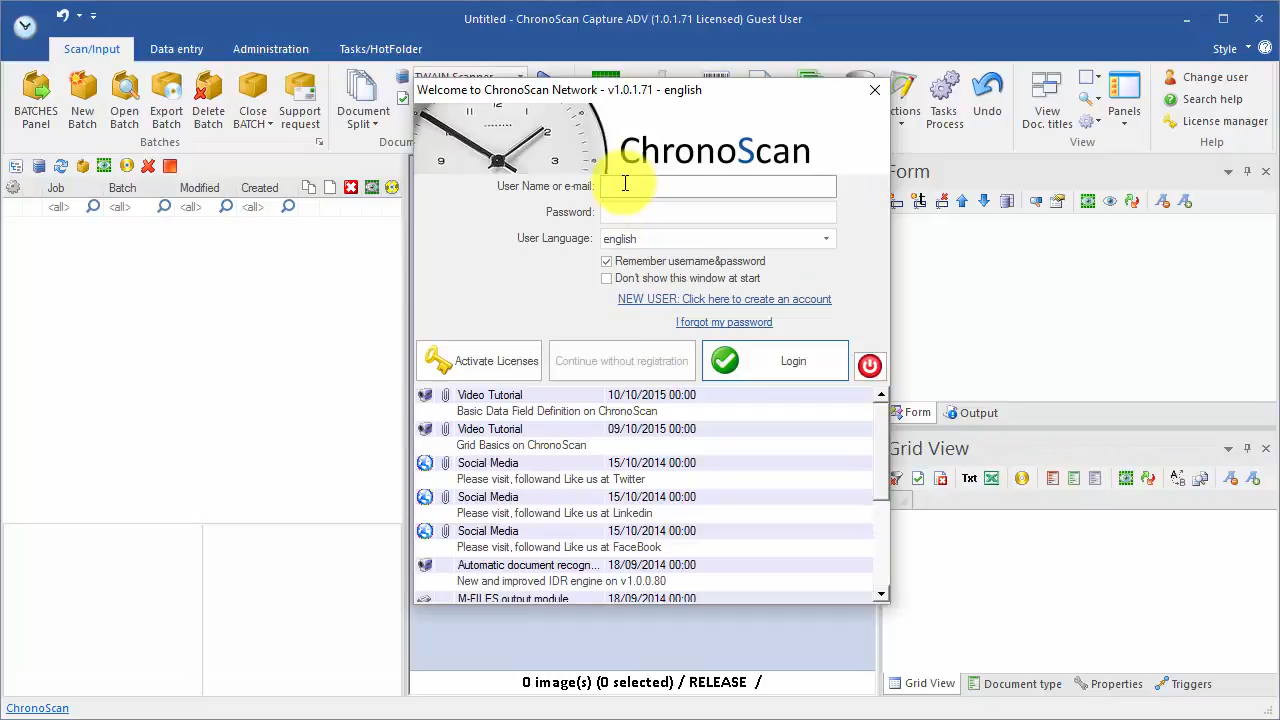 Untitled - ChronoScan Capture ADV (1.0.1.71 Licensed) Guest User
Scan/Input Data entry Administration Tasks/HotFolder Style
BATCHES Panel
New Batch
Open Batch
Export Batch
Delete Batch
Close BATCH
Support request
Batches
Document Split
TWAIN Scanner
Tasks Process
Undo
View Doc. titles
Panels
View
Change user
Search help
License manager
Help
Welcome to ChronoScan Network - v1.0.1.71 - english
9 12 2 3
ChronoScan
User Name or e-mail:
Password:
User Language: english
Remember username&password
Don't show this window at start
NEW USER: Click here to create an account
I forgot my password
Activate Licenses Continue without registration Login
Video Tutorial 10/10/2015 00:00
Basic Data Field Definition on ChronoScan
Video Tutorial 09/10/2015 00:00
Grid Basics on ChronoScan
Social Media 15/10/2014 00:00
Please visit, followand Like us at Twitter
Social Media 15/10/2014 00:00
Please visit, followand Like us at Linkedin
Social Media 15/10/2014 00:00
Please visit, followand Like us at FaceBook
Automatic document recogn... 18/09/2014 00:00
New and improved IDR engine on v1.0.0.80
M-FILES output module 18/09/2014 00:00
Job Batch Modified Created
<all> <all> <all> <all>
Form
Form Output
Grid View
Txt
0 image(s) (0 selected) / RELEASE /
Grid View Document type Properties Triggers
ChronoScan